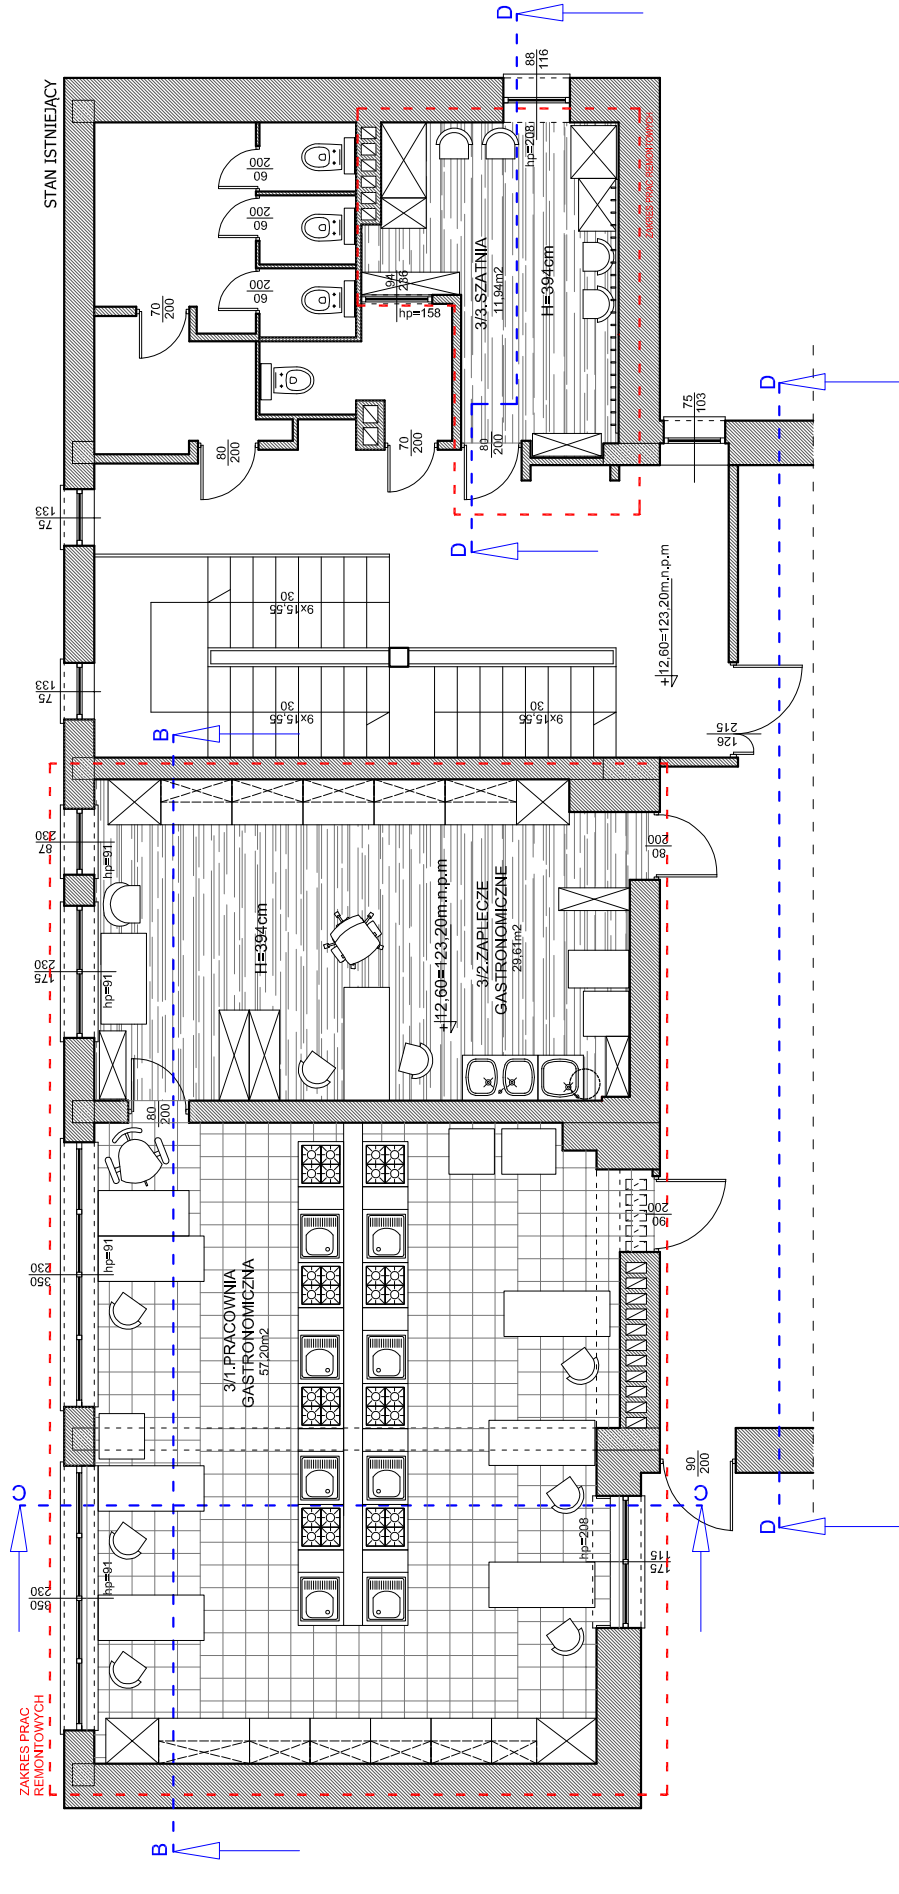 STAN ISTNIEJĄCY
D
88
116
hp=208
ZAKRES PRAC REMONTOWYCH
60
200
60
200
60
200
70
200
94
236
hp=158
3/3.SZATNIA
11,94m2
H=394cm
D
75
103
80
200
70
200
80
200
D
75
133
75
133
9x15,55
30
9x15,55
30
9x15,55
30
+12,60=123,20m.n.p.m
215
126
B
87
230
hp=91
175
230
hp=91
H=394cm
+12,60=123,20m.n.p.m
3/2.ZAPLECZE
GASTRONOMICZNE
29,61m2
80
200
80
200
350
230
hp=91
3/1.PRACOWNIA
GASTRONOMICZNA
57,20m2
90
200
90
200
C
C
D
350
230
hp=91
hp=208
175
115
ZAKRES PRAC
REMONTOWYCH
B